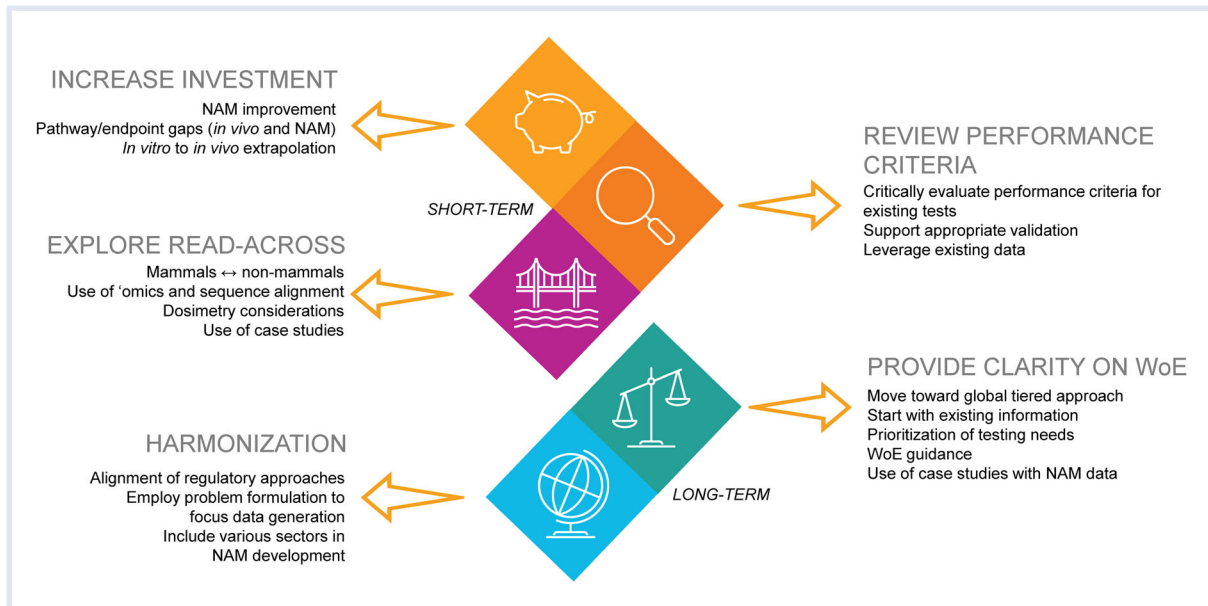 INCREASE INVESTMENT
NAM improvement
Pathway/endpoint gaps (in vivo and NAM)
In vitro to in vivo extrapolation
REVIEW PERFORMANCE
CRITERIA
Critically evaluate performance criteria for
existing tests
Support appropriate validation
Leverage existing data
SHORT-TERM
EXPLORE READ-ACROSS
Mammals ↔ non-mammals
Use of ‘omics and sequence alignment
Dosimetry considerations
Use of case studies
PROVIDE CLARITY ON WoE
Move toward global tiered approach
Start with existing information
Prioritization of testing needs
WoE guidance
Use of case studies with NAM data
HARMONIZATION
Alignment of regulatory approaches
Employ problem formulation to
focus data generation
Include various sectors in
NAM development
LONG-TERM